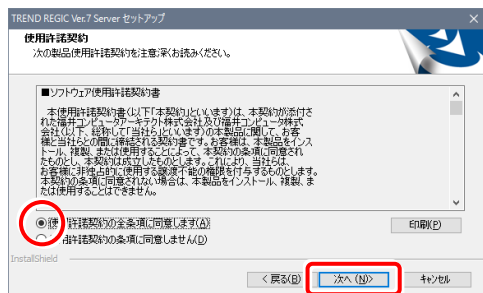 TREND REGIC Ver.7 Server セットアップ
使用許諾契約
次の製品使用許諾契約を注意深くお読みください。
■ソフトウェア使用許諾契約書
本使用許諾契約書(以下「本契約」といいます)は、本契約が添付さ
れた福井コンピュータアーキテクト株式会社及び福井コンピュータ株式
会社(以下、総称して「当社ら」といいます)の本製品に関して、お客
様と当社らとの間に締結される契約書です。お客様は、本製品をインス
トール、複製、または使用することによって、本契約の条項に同意され
たものとし、本契約は成立したものとします。これにより、当社らは、
お客様に非独占的に使用する譲渡不能の権限を付与するものとします。
本契約の条項に同意されない場合は、本製品をインストール、複製、ま
たは使用することはできません。
使用許諾契約の全条項に同意します(A)
用許諾契約の条項に同意しません(D)
印刷(P)
InstallShield
< 戻る(B)
次へ (N)>
キャンセル